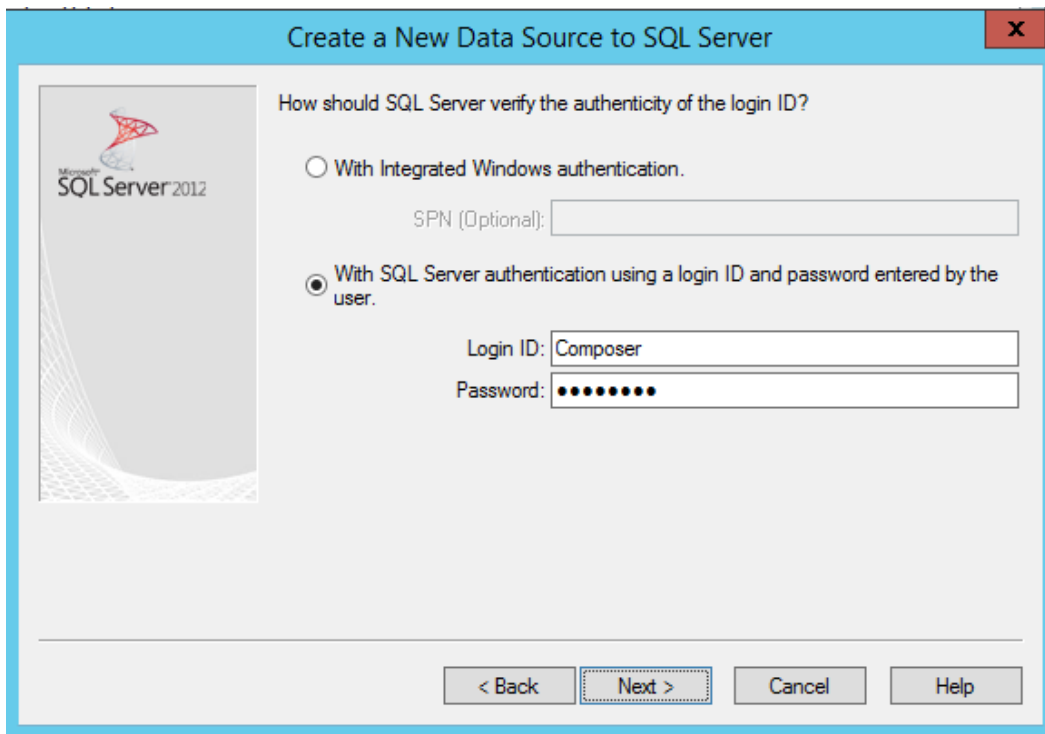 Create a New Data Source to SQL Server
x
Microsoft®
SQL Server 2012
How should SQL Server verify the authenticity of the login ID?
With Integrated Windows authentication.
SPN (Optional):
With SQL Server authentication using a login ID and password entered by the
user.
Login ID: Composer
Password: ●●●●●●●●
< Back
Next >
Cancel
Help